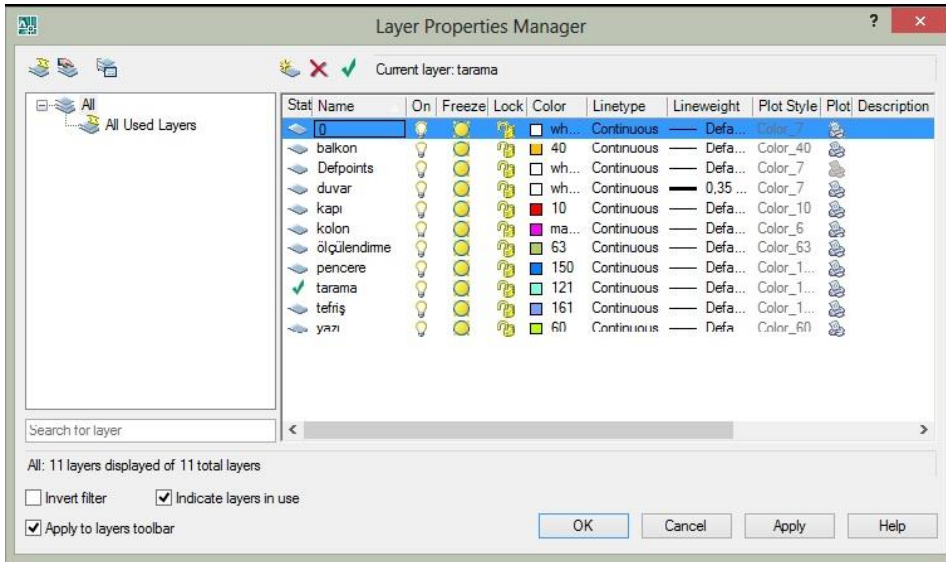 Layer Properties Manager
?
Current layer: tarama
All
All Used Layers
Stat Name On Freeze Lock Color Linetype Lineweight Plot Style Plot Description
0 wh... Continuous Defa... Color_7
balkon 40 Continuous Defa... Color_40
Defpoints wh... Continuous Defa... Color_7
duvar wh... Continuous 0,35 ... Color_7
kapı 10 Continuous Defa... Color_10
kolon ma... Continuous Defa... Color_6
ölçülendirme 63 Continuous Defa... Color_63
pencere 150 Continuous Defa... Color_1...
tarama 121 Continuous Defa... Color_1...
tefriş 161 Continuous Defa... Color_1...
yazı 60 Continuous Defa Color_60
Search for layer
All: 11 layers displayed of 11 total layers
Invert filter Indicate layers in use
Apply to layers toolbar OK Cancel Apply Help